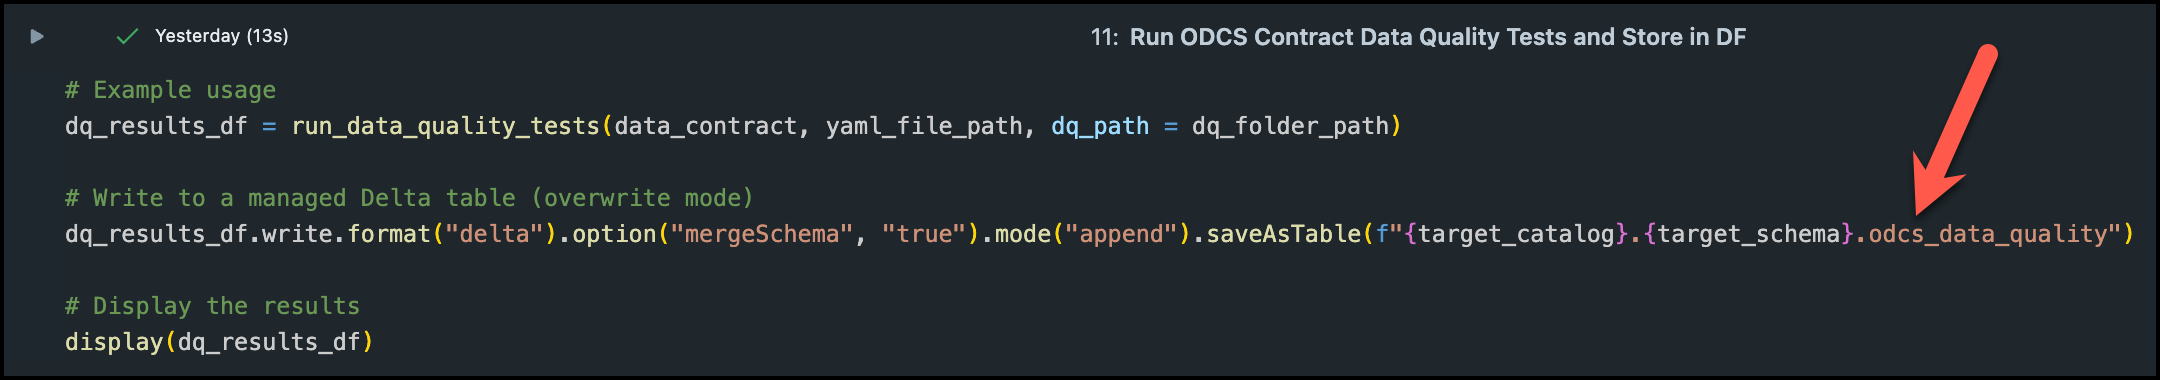 Yesterday (13s)
11: Run ODCS Contract Data Quality Tests and Store in DF
# Example usage
dq_results_df = run_data_quality_tests(data_contract, yaml_file_path, dq_path = dq_folder_path)
# Write to a managed Delta table (overwrite mode)
dq_results_df.write.format("delta").option("mergeSchema", "true").mode("append").saveAsTable(f"{target_catalog}.{target_schema}.odcs_data_quality")
# Display the results
display(dq_results_df)